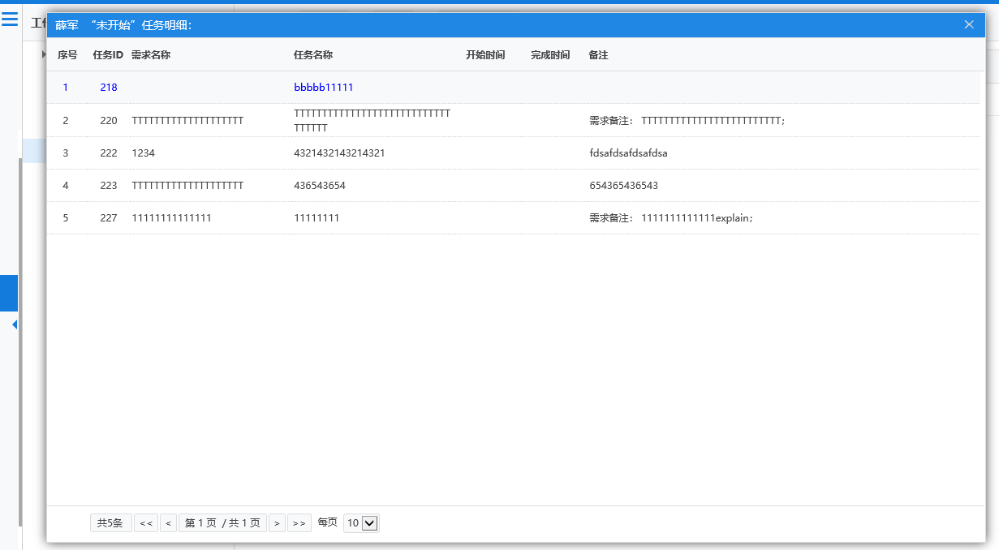 工
薛军 “未开始”任务明细：
序号 任务ID 需求名称 任务名称 开始时间 完成时间 备注
1 218 bbbbb11111
2 220 TTTTTTTTTTTTTTTTTTTT TTTTTTTTTTTTTTTTTTTTTTTTTTTT 需求备注： TTTTTTTTTTTTTTTTTTTTTTTTT；
TTTTTT
3 222 1234 4321432143214321 fdsafdsafdsafdsa
4 223 TTTTTTTTTTTTTTTTTTTT 436543654 654365436543
5 227 11111111111111 11111111 需求备注： 1111111111111explain；
共5条 << < 第 1 页 / 共 1 页 > >> 每页 10